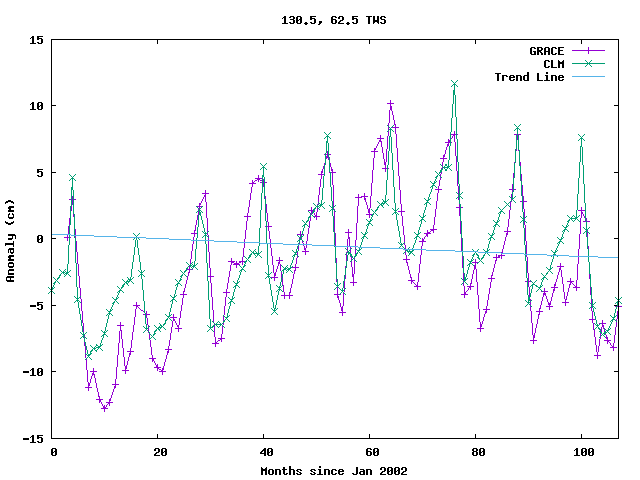 130.5, 62.5 TWS
GRACE
CLM
Trend Line
Anomaly (cm)
15
10
5
0
-5
-10
-15
0 20 40 60 80 100
Months since Jan 2002